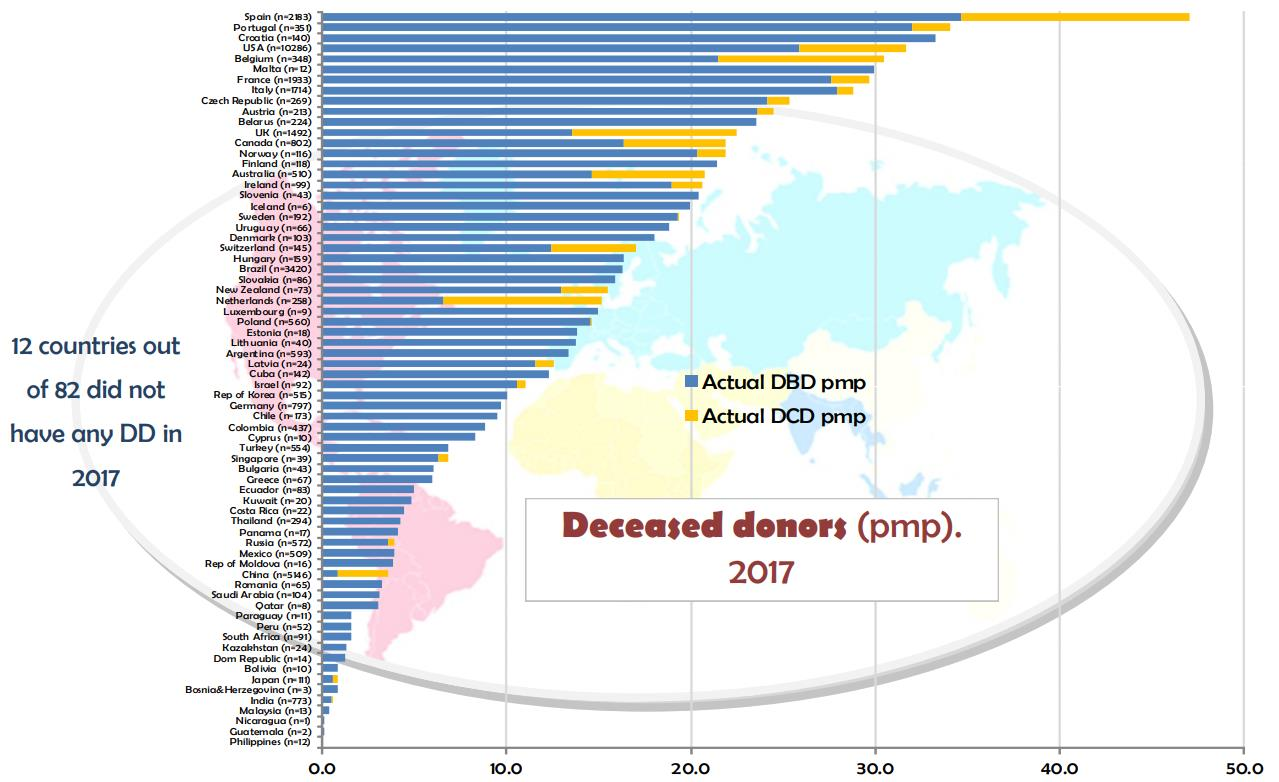 Spain (n=2183)
Portugal (n=351)
Croatia (n=140)
USA (n=10286)
Belgium (n=348)
Malta (n=12)
France (n=1933)
Italy (n=1714)
Czech Republic (n=269)
Austria (n=213)
Belarus (n=224)
UK (n=1492)
Canada (n=802)
Norway (n=116)
Finland (n=118)
Australia (n=510)
Ireland (n=99)
Slovenia (n=43)
Iceland (n=6)
Sweden (n=192)
Uruguay (n=66)
Denmark (n=103)
Switzerland (n=145)
Hungary (n=159)
Brazil (n=3420)
Slovakia (n=86)
New Zealand (n=73)
Netherlands (n=258)
Luxembourg (n=9)
Poland (n=560)
Estonia (n=18)
Lithuania (n=40)
Argentina (n=593)
Latvia (n=24)
Cuba (n=142)
Israel (n=92)
Rep of Korea (n=515)
Germany (n=797)
Chile (n=173)
Colombia (n=437)
Cyprus (n=10)
Turkey (n=554)
Singapore (n=39)
Bulgaria (n=43)
Greece (n=67)
Ecuador (n=83)
Kuwait (n=20)
Costa Rica (n=22)
Thailand (n=294)
Panama (n=17)
Russia (n=572)
Mexico (n=509)
Rep of Moldova (n=16)
China (n=5146)
Romania (n=65)
Saudi Arabia (n=104)
Qatar (n=8)
Paraguay (n=11)
Peru (n=52)
South Africa (n=91)
Kazakhstan (n=24)
Dom Republic (n=14)
Bolivia (n=10)
Japan (n=111)
Bosnia&Herzegovina (n=3)
India (n=773)
Malaysia (n=13)
Nicaragua (n=1)
Guatemala (n=2)
Philippines (n=12)
0.0 10.0 20.0 30.0 40.0 50.0
12 countries out
of 82 did not
have any DD in
2017
Actual DBD pmp
Actual DCD pmp
Deceased donors (pmp).
2017